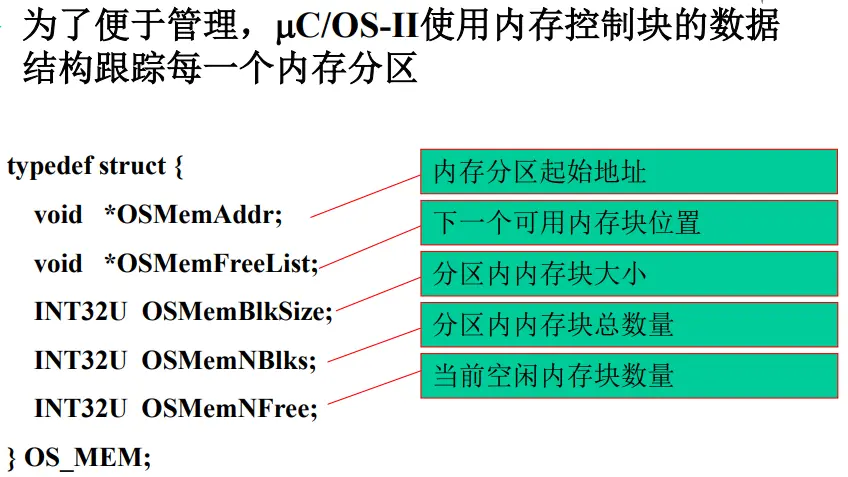 为了便于管理，μC/OS-II使用内存控制块的数据
结构跟踪每一个内存分区
typedef struct {
void *OSMemAddr;
void *OSMemFreeList;
INT32U OSMemBlkSize;
INT32U OSMemNBlks;
INT32U OSMemNFree;
} OS_MEM;
内存分区起始地址
下一个可用内存块位置
分区内内存块大小
分区内内存块总数量
当前空闲内存块数量